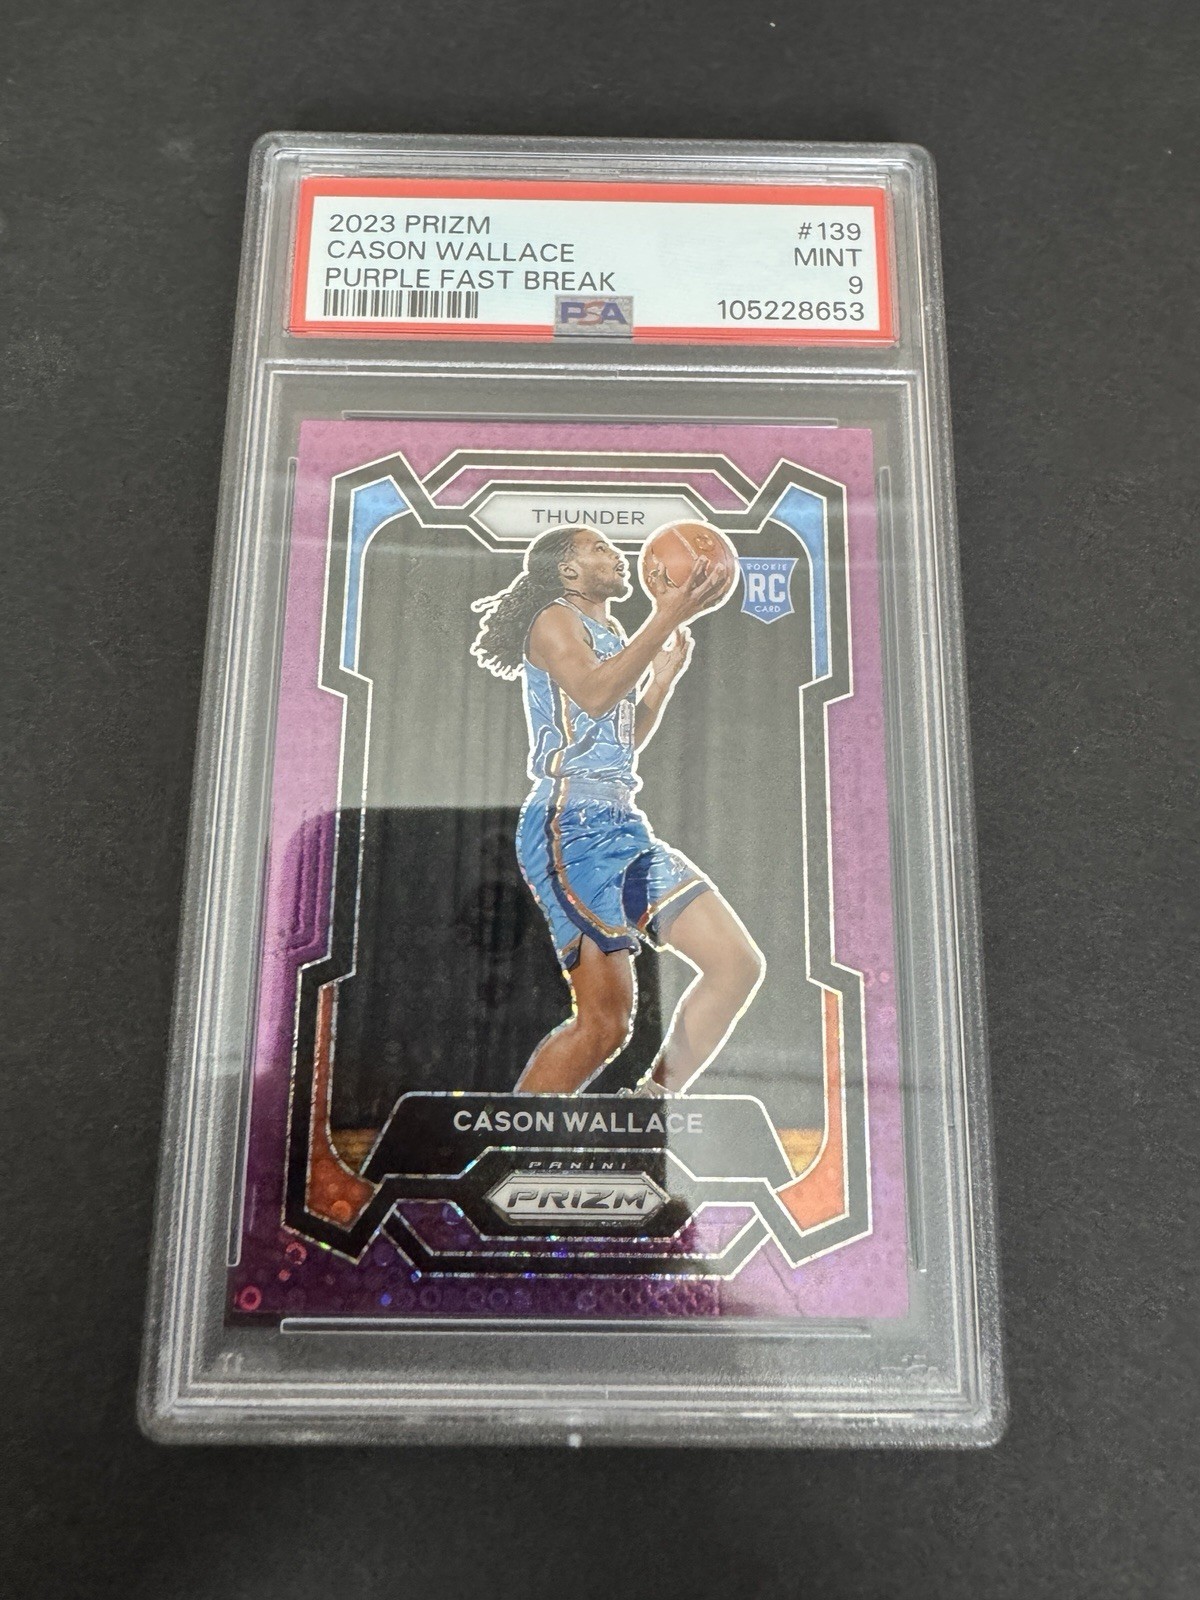 2023 PRIZM #139
CASON WALLACE MINT
PURPLE FAST BREAK 9
PSA 105228653
THUNDER
ROOKIE
RC
CARD
CASON WALLACE
PANINI
PRIZM